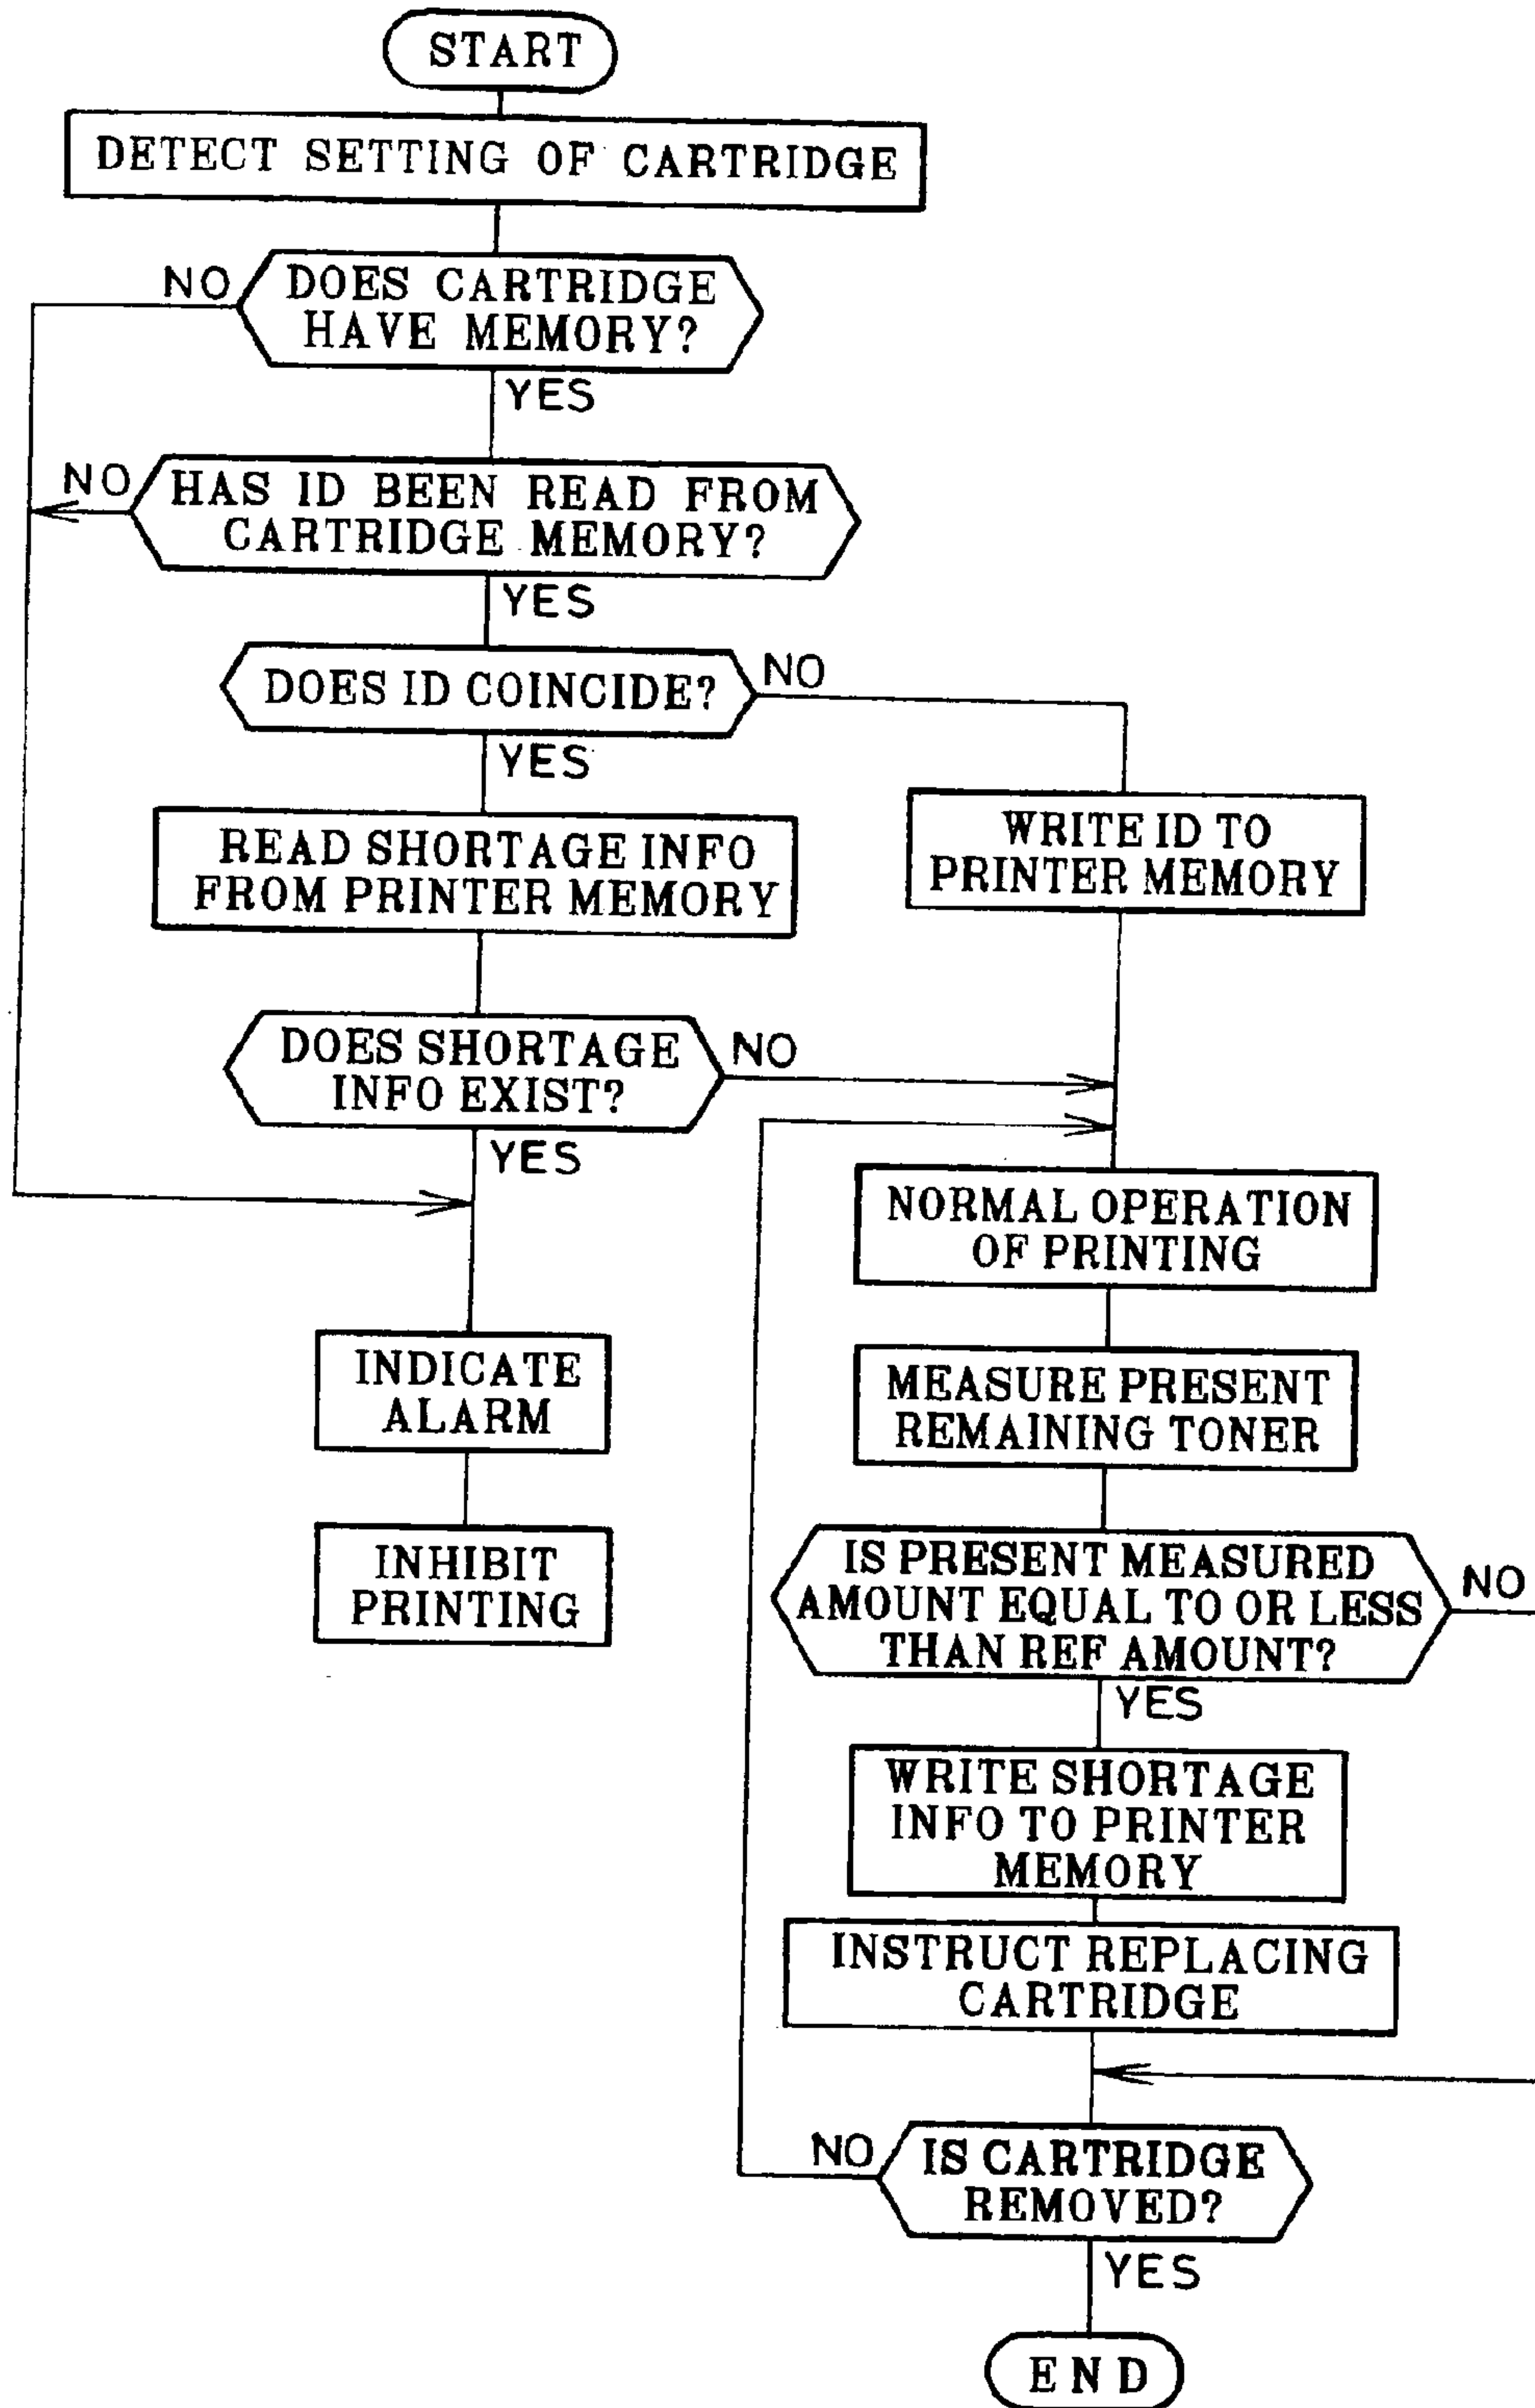 START
DETECT SETTING OF CARTRIDGE
NO
DOES CARTRIDGE
HAVE MEMORY?
YES
NO
HAS ID BEEN READ FROM
CARTRIDGE MEMORY?
YES
DOES ID COINCIDE?
NO
YES
READ SHORTAGE INFO
FROM PRINTER MEMORY
WRITE ID TO
PRINTER MEMORY
DOES SHORTAGE
INFO EXIST?
NO
YES
NORMAL OPERATION
OF PRINTING
INDICATE
ALARM
MEASURE PRESENT
REMAINING TONER
INHIBIT
PRINTING
IS PRESENT MEASURED
AMOUNT EQUAL TO OR LESS
THAN REF AMOUNT?
NO
YES
WRITE SHORTAGE
INFO TO PRINTER
MEMORY
INSTRUCT REPLACING
CARTRIDGE
NO
IS CARTRIDGE
REMOVED?
YES
END